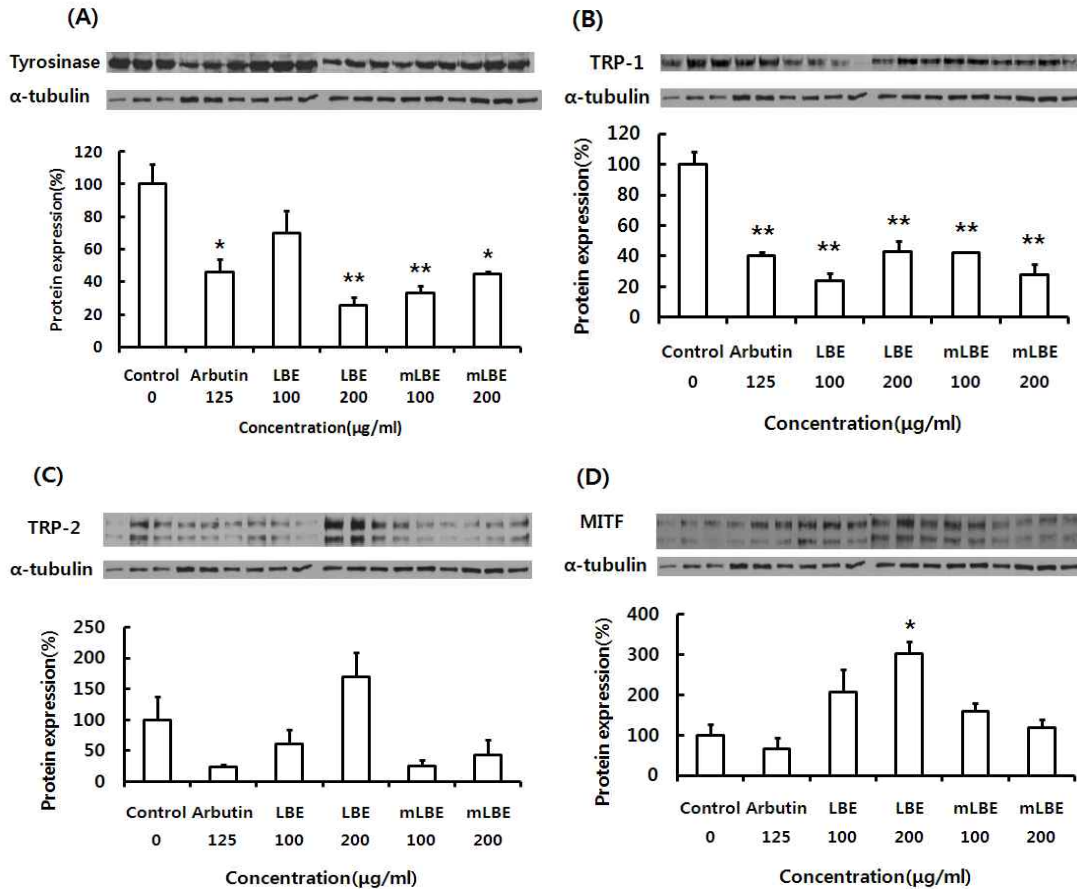 (A)
Tyrosinase
α-tubulin
Protein expression(%)
120
100
80
60
40
20
0
*
**
**
*
Control Arbutin LBE LBE mLBE mLBE
0 125 100 200 100 200
Concentration(μg/ml)
(B)
TRP-1
α-tubulin
Protein expression(%)
120
100
80
60
40
20
0
**
**
**
**
**
Control Arbutin LBE LBE mLBE mLBE
0 125 100 200 100 200
Concentration(μg/ml)
(C)
TRP-2
α-tubulin
Protein expression(%)
250
200
150
100
50
0
Control Arbutin LBE LBE mLBE mLBE
0 125 100 200 100 200
Concentration(μg/ml)
(D)
MITF
α-tubulin
Protein expression(%)
400
300
200
100
0
*
Control Arbutin LBE LBE mLBE mLBE
0 125 100 200 100 200
Concentration(μg/ml)